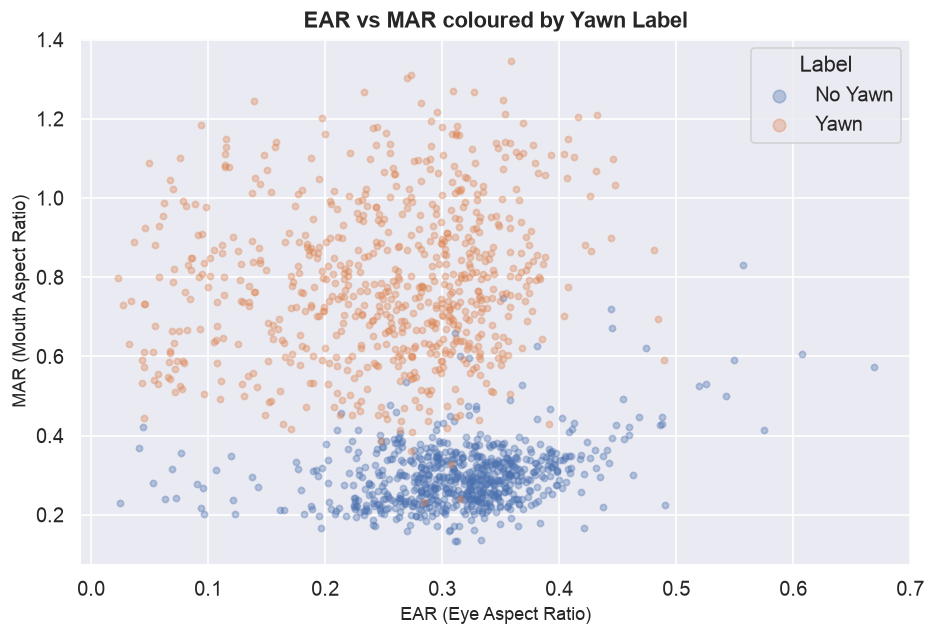 EAR vs MAR coloured by Yawn Label
Label
No Yawn
Yawn
MAR (Mouth Aspect Ratio)
1.4
1.2
1.0
0.8
0.6
0.4
0.2
0.0 0.1 0.2 0.3 0.4 0.5 0.6 0.7
EAR (Eye Aspect Ratio)